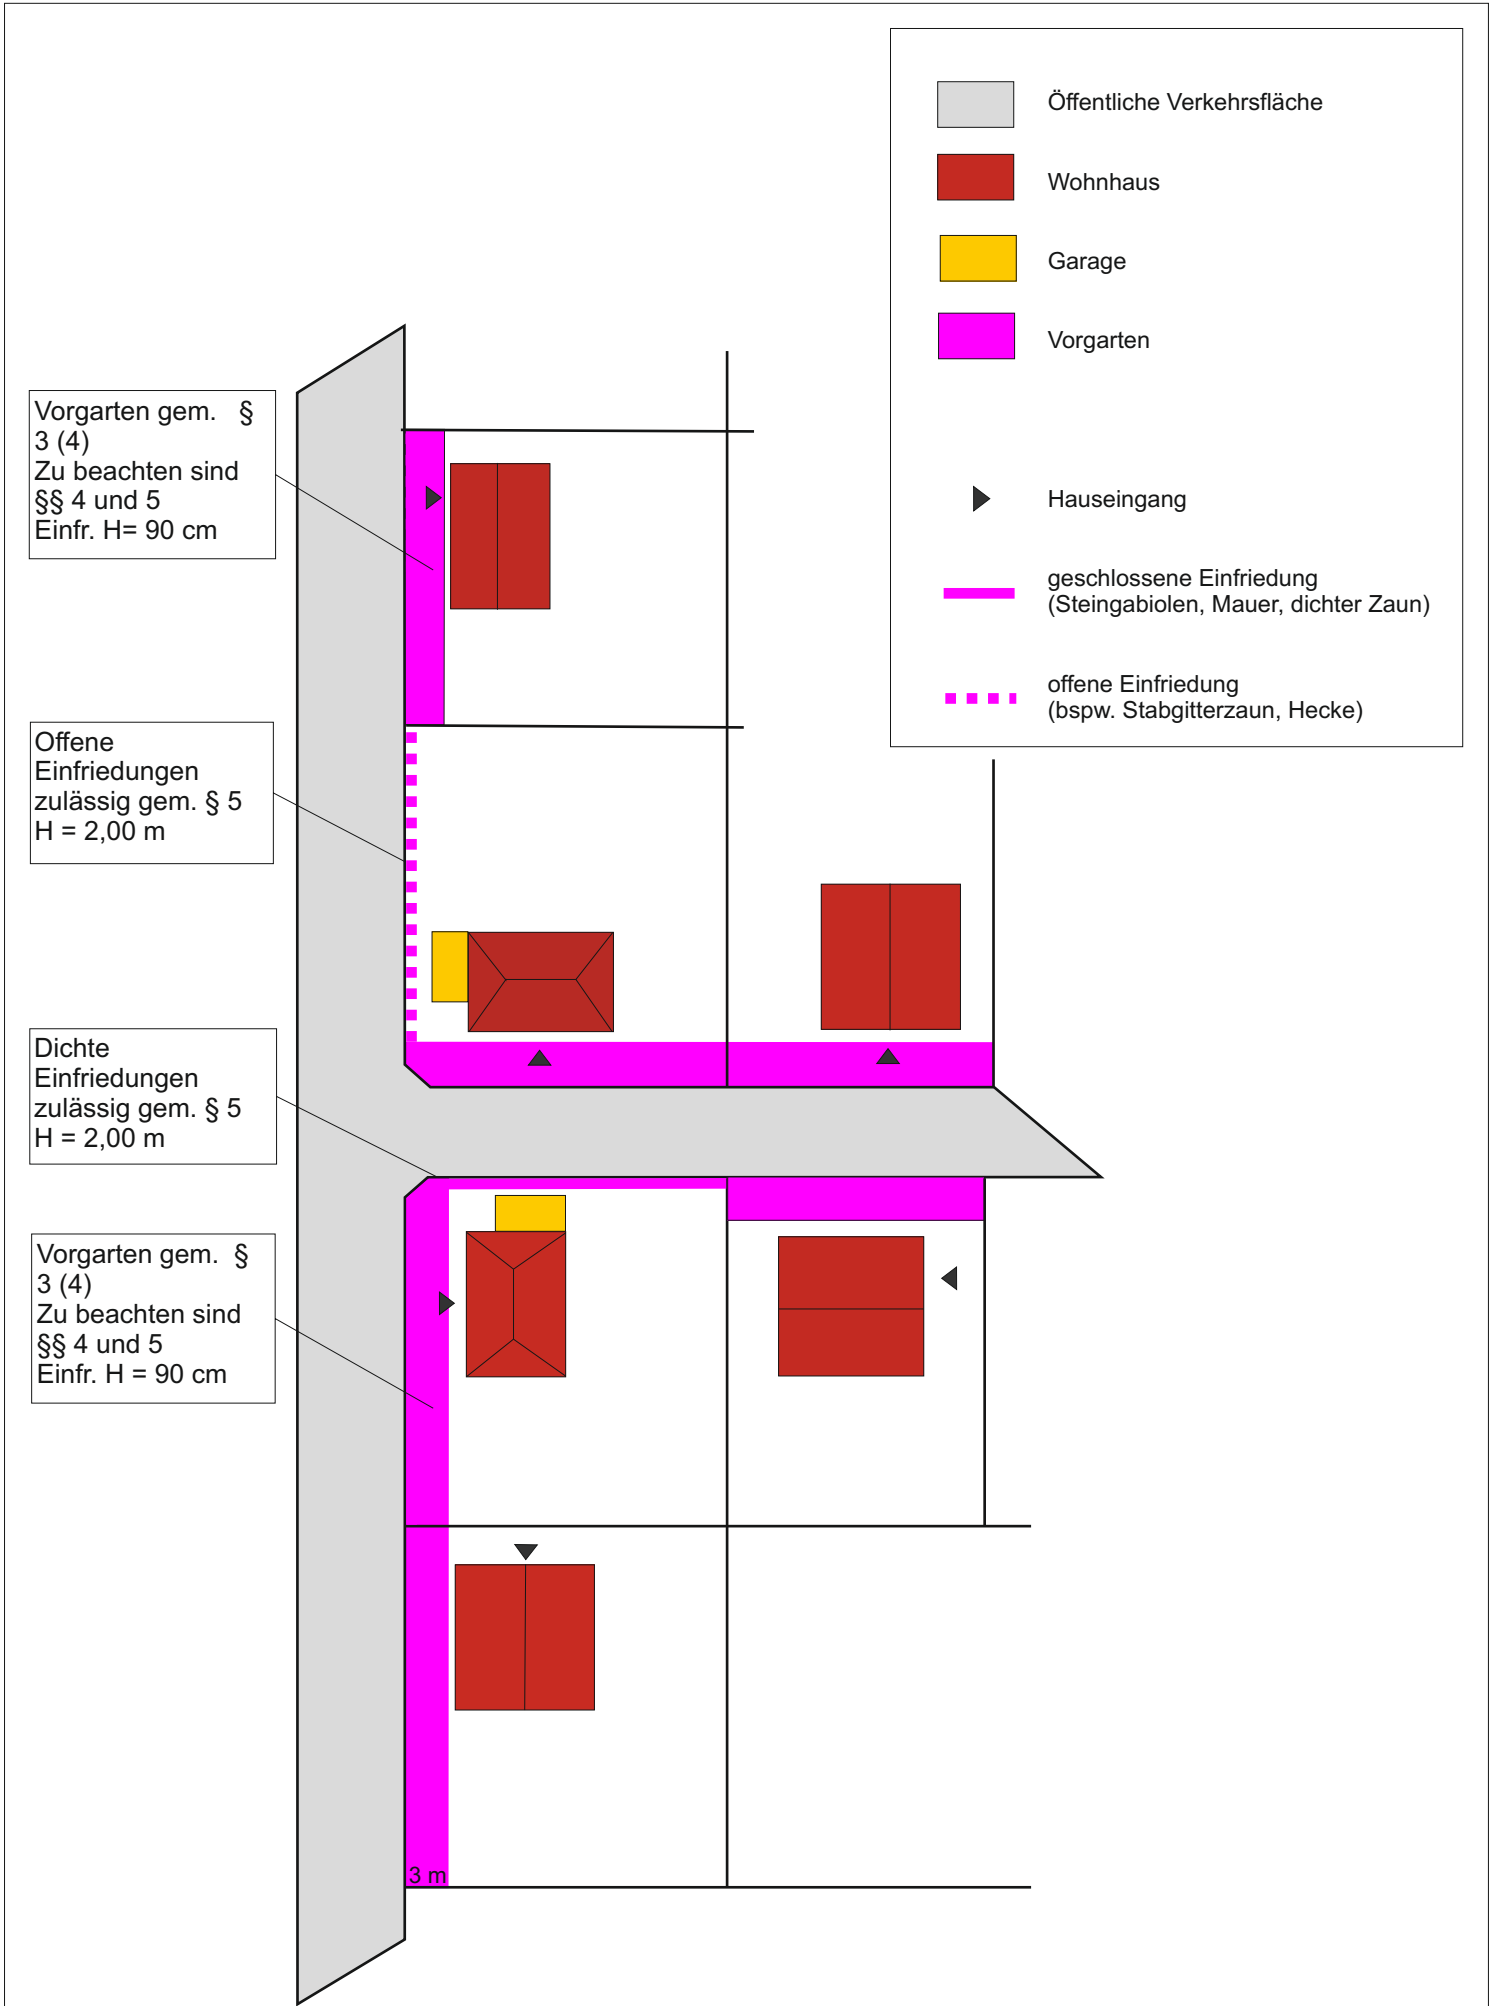 Öffentliche Verkehrsfläche
Wohnhaus
Garage
Vorgarten
Hauseingang
geschlossene Einfriedung
(Steingabiolen, Mauer, dichter Zaun)
offene Einfriedung
(bspw. Stabgitterzaun, Hecke)
Vorgarten gem. §
3 (4)
Zu beachten sind
§§ 4 und 5
Einfr. H= 90 cm
Offene
Einfriedungen
zulässig gem. § 5
H = 2,00 m
Dichte
Einfriedungen
zulässig gem. § 5
H = 2,00 m
Vorgarten gem. §
3 (4)
Zu beachten sind
§§ 4 und 5
Einfr. H = 90 cm
3 m